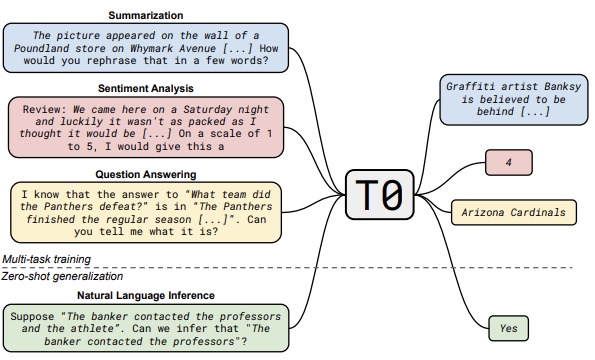 Summarization
The picture appeared on the wall of a
Poundland store on Whymark Avenue [...] How
would you rephrase that in a few words?
Sentiment Analysis
Review: We came here on a Saturday night
and luckily it wasn't as packed as I
thought it would be [...] On a scale of 1
to 5, I would give this a
Question Answering
I know that the answer to “What team did
the Panthers defeat?” is in “The Panthers
finished the regular season [...]”. Can
you tell me what it is?
Multi-task training
Zero-shot generalization
Natural Language Inference
Suppose “The banker contacted the professors
and the athlete”. Can we infer that "The
banker contacted the professors"?
T0
Graffiti artist Banksy
is believed to be
behind [...]
4
Arizona Cardinals
Yes